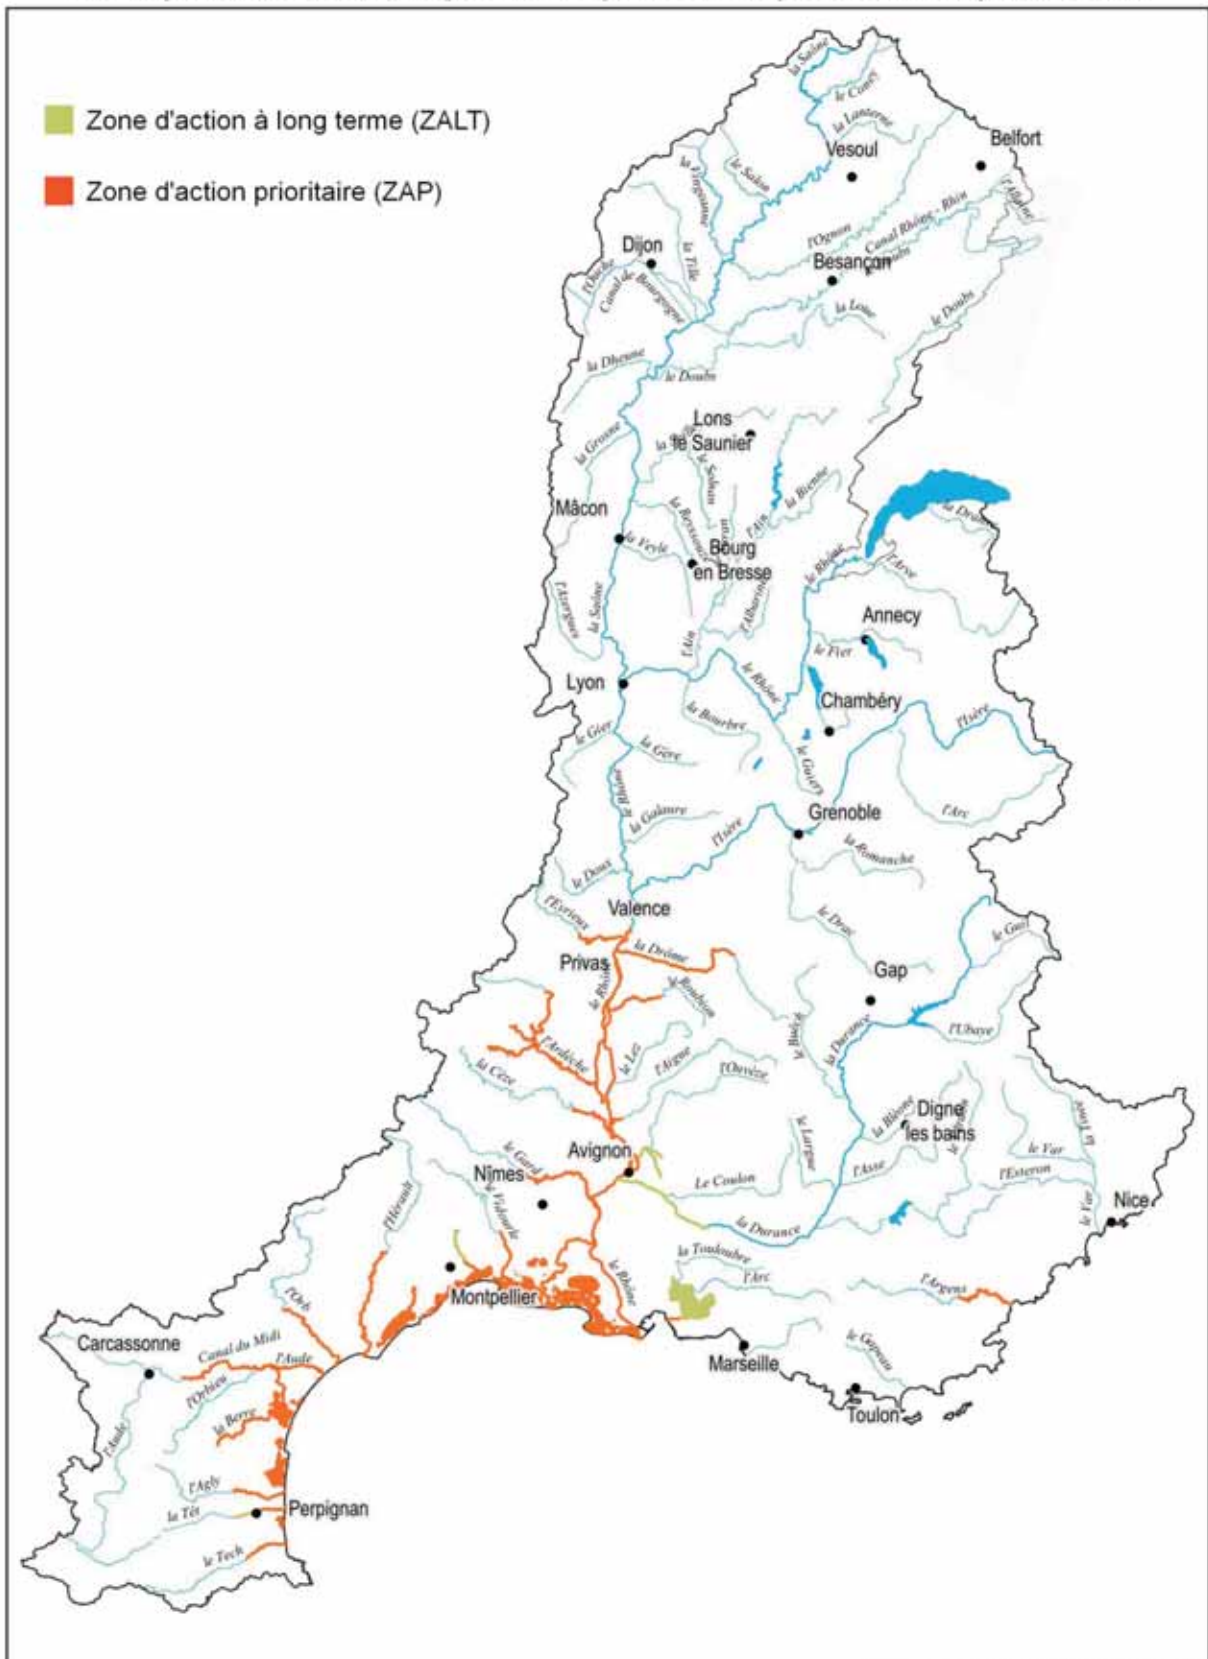 Zone d'action à long terme (ZALT)
Zone d'action prioritaire (ZAP)
la Saône
le Coney
la Lanterne
Vesoul
Belfort
le Salon
la Vingeanne
l'Allaine
Canal Rhône - Rhin
l'Ognon
Dijon
la Tille
l'Ouche
Canal de Bourgogne
Besançon
la Loue
le Doubs
la Dheune
le Doubs
Lons
le Saunier
la Grosne
le Solnan
la Bienne
Mâcon
la Reyssouze
l'Ain
la Veyle
Bourg
en Bresse
le Rhône
l'Arve
l'Azergues
la Saône
l'Albarine
Annecy
l'Ain
le Fier
Lyon
le Rhône
Chambéry
la Bourbre
l'Isère
le Gier
la Gère
le Guiers
le Rhône
la Galaure
Grenoble
l'Arc
l'Isère
la Romanche
le Doux
Valence
l'Eyrieux
le Drac
le Guil
la Drôme
Privas
Gap
le Rhône
le Roubion
la Durance
l'Ubaye
le Buëch
l'Ardèche
le Lez
l'Aigue
l'Ouvèze
la Cèze
la Bléone
Digne
les bains
la Tinée
le Largue
Avignon
le Gard
Nîmes
l'Asse
le Var
l'Esteron
Le Coulon
le Vidourle
l'Hérault
la Durance
le Var
Nice
la Touloubre
l'Arc
le Rhône
l'Argens
Montpellier
l'Orb
Marseille
le Gapeau
Toulon
Carcassonne
Canal du Midi
l'Aude
l'Orbieu
la Berre
l'Aude
l'Agly
la Têt
Perpignan
le Tech